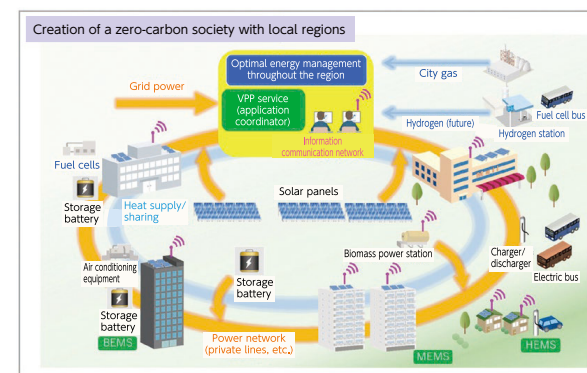 Creation of a zero-carbon society with local regions
Optimal energy management
throughout the region
City gas
Grid power
VPP service
(application
coordinator)
Information
communication network
Hydrogen (future)
Fuel cell bus
Hydrogen station
Fuel cells
Storage
battery
Heat supply/
sharing
Solar panels
Biomass power station
Charger/
discharger
Electric bus
Air conditioning
equipment
Storage
battery
Storage
battery
BEMS
Power network
(private lines, etc.)
MEMS
HEMS